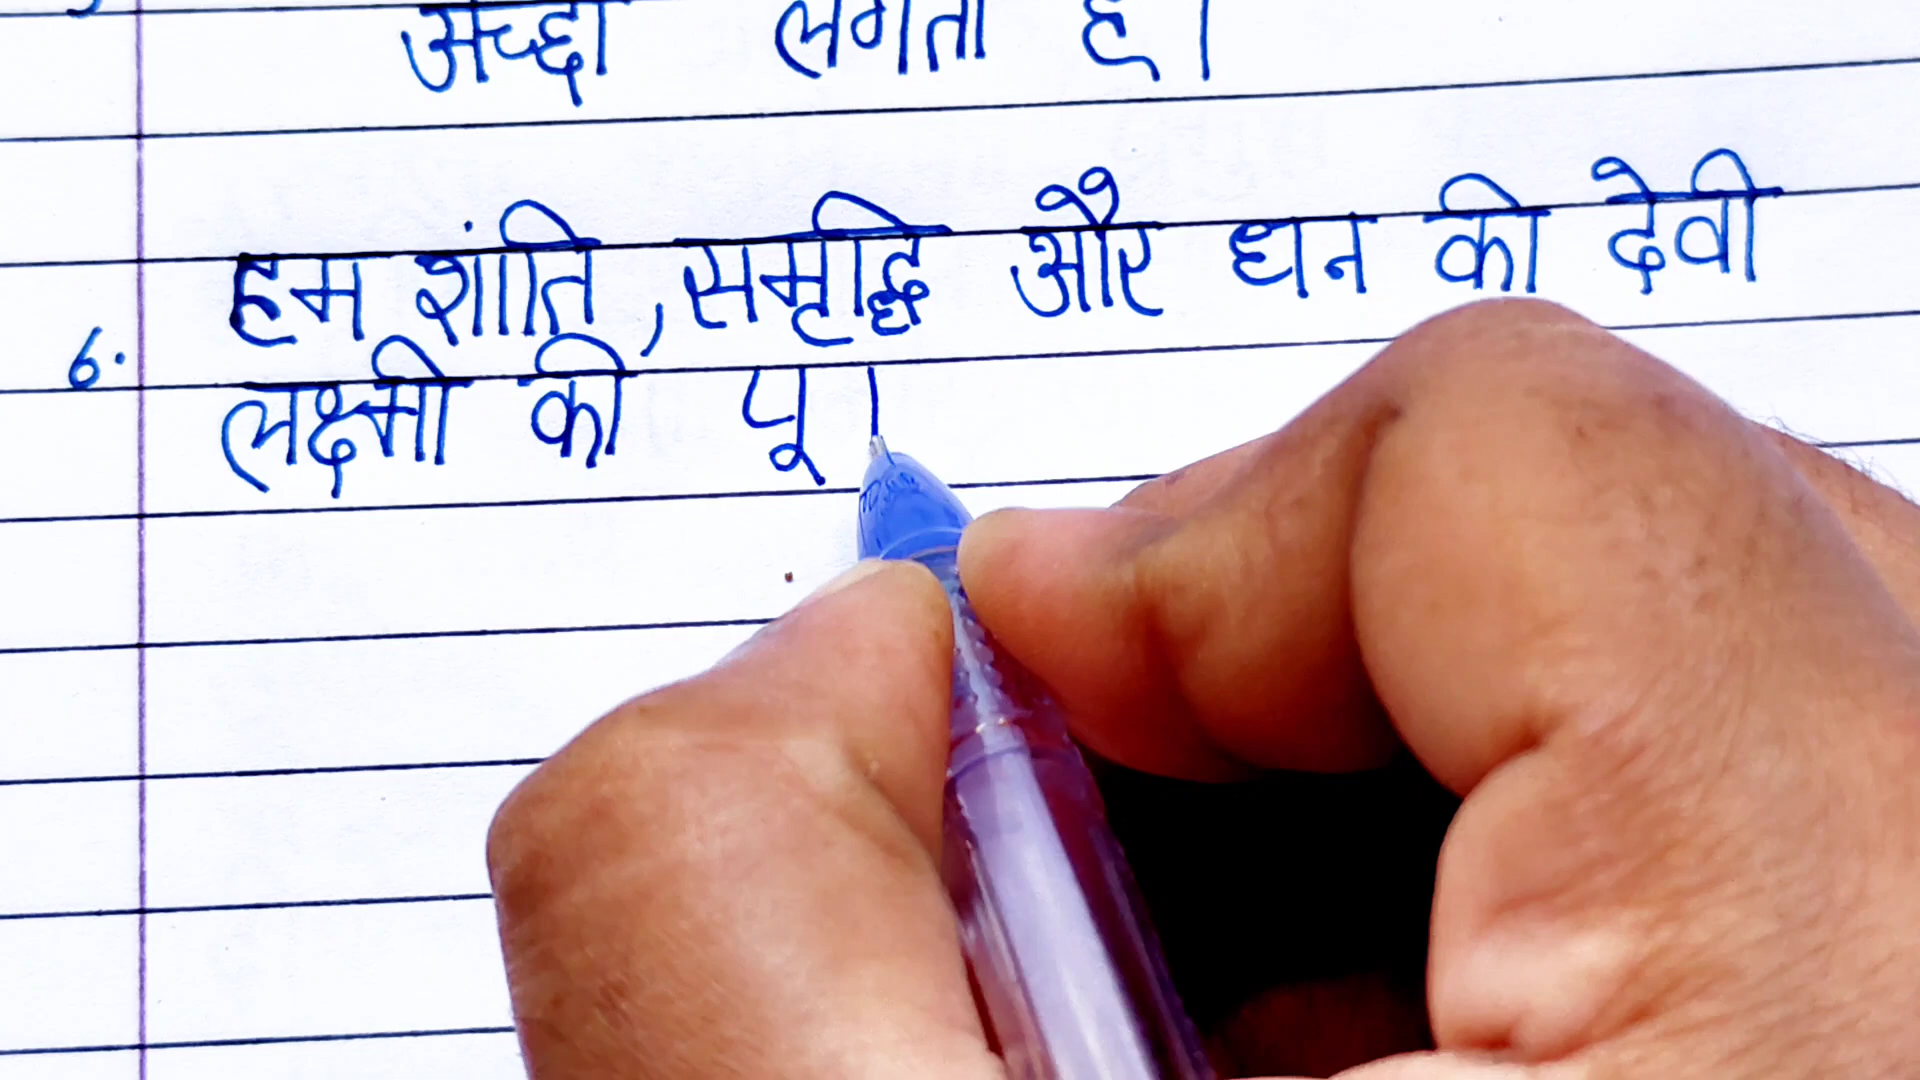 अच्छा लगता है।
हम शांति, समृद्धि और धन की देवी
6.
लक्ष्मी की पू